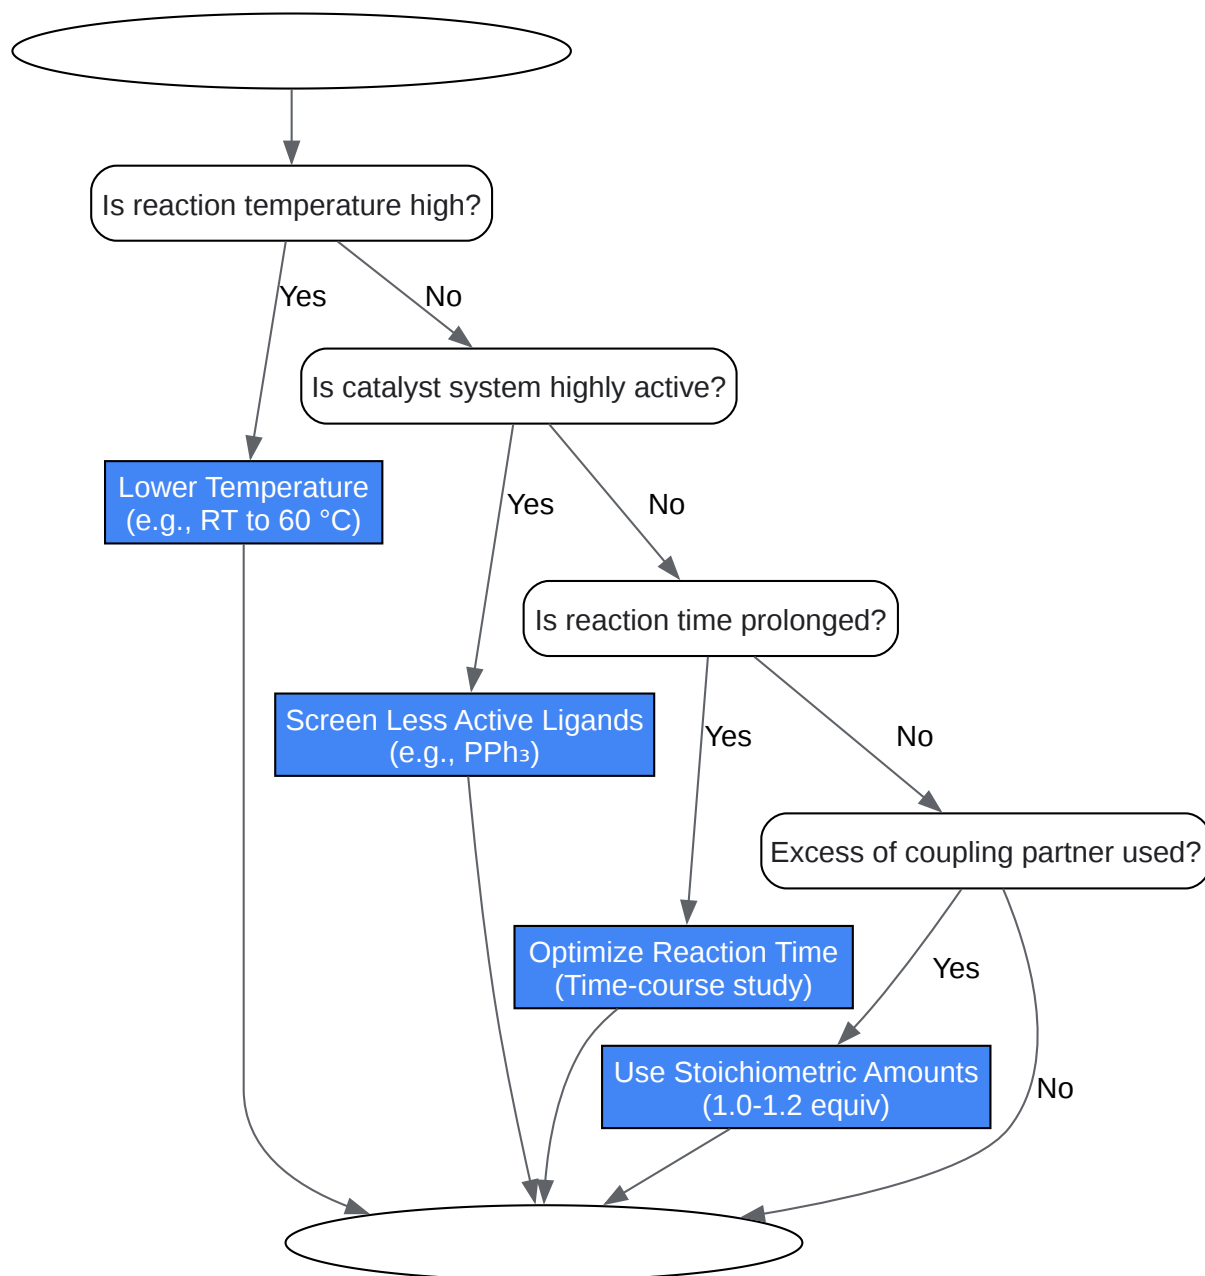 Is reaction temperature high?
Yes
No
Is catalyst system highly active?
Lower Temperature
(e.g., RT to 60 °C)
Yes
No
Is reaction time prolonged?
Screen Less Active Ligands
(e.g., PPh₃)
Yes
No
Excess of coupling partner used?
Optimize Reaction Time
(Time-course study)
Yes
Use Stoichiometric Amounts
(1.0-1.2 equiv)
No